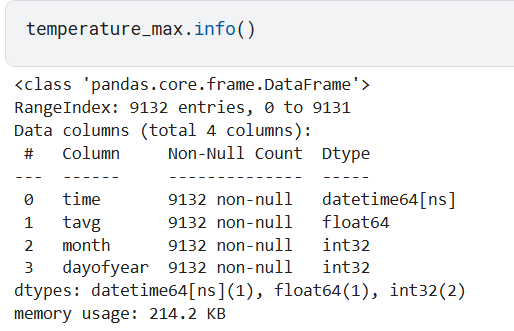 temperature_max.info()
<class 'pandas.core.frame.DataFrame'>
RangeIndex: 9132 entries, 0 to 9131
Data columns (total 4 columns):
 #   Column     Non-Null Count  Dtype
---  ------     --------------  -----
 0   time       9132 non-null   datetime64[ns]
 1   tavg       9132 non-null   float64
 2   month      9132 non-null   int32
 3   dayofyear  9132 non-null   int32
dtypes: datetime64[ns](1), float64(1), int32(2)
memory usage: 214.2 KB